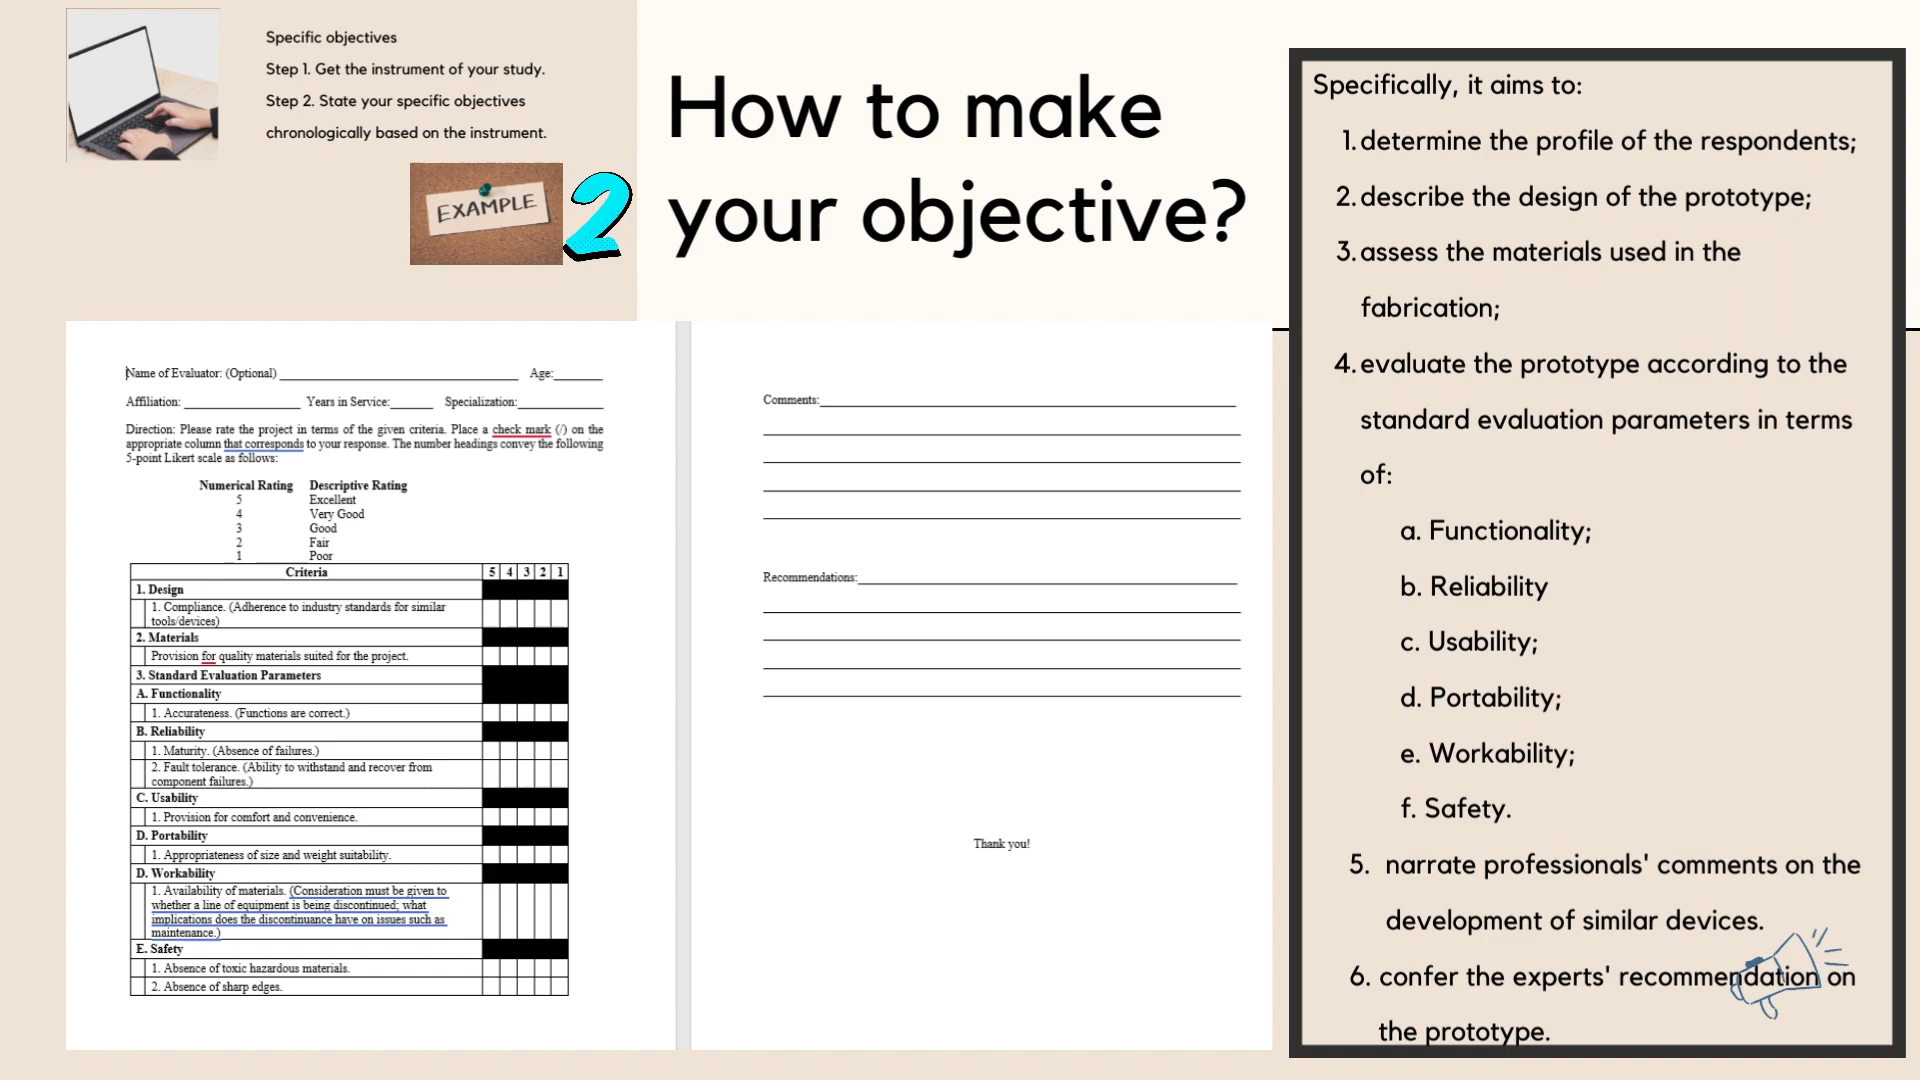 Specific objectives
Step 1. Get the instrument of your study.
Step 2. State your specific objectives
chronologically based on the instrument.
EXAMPLE
2
How to make
your objective?
Name of Evaluator: (Optional) Age:
Affiliation: Years in Service: Specialization:
Direction: Please rate the project in terms of the given criteria. Place a check mark (/) on the
appropriate column that corresponds to your response. The number headings convey the following
5-point Likert scale as follows:
Numerical Rating Descriptive Rating
5 Excellent
4 Very Good
3 Good
2 Fair
1 Poor
Criteria 5 4 3 2 1
1. Design
1. Compliance. (Adherence to industry standards for similar
tools/devices)
2. Materials
Provision for quality materials suited for the project.
3. Standard Evaluation Parameters
A. Functionality
1. Accurateness. (Functions are correct.)
B. Reliability
1. Maturity. (Absence of failures.)
2. Fault tolerance. (Ability to withstand and recover from
component failures.)
C. Usability
1. Provision for comfort and convenience.
D. Portability
1. Appropriateness of size and weight suitability.
D. Workability
1. Availability of materials. (Consideration must be given to
whether a line of equipment is being discontinued; what
implications does the discontinuance have on issues such as
maintenance.)
E. Safety
1. Absence of toxic hazardous materials.
2. Absence of sharp edges.
Comments:
Recommendations:
Thank you!
Specifically, it aims to:
1. determine the profile of the respondents;
2. describe the design of the prototype;
3. assess the materials used in the
fabrication;
4. evaluate the prototype according to the
standard evaluation parameters in terms
of:
a. Functionality;
b. Reliability
c. Usability;
d. Portability;
e. Workability;
f. Safety.
5. narrate professionals' comments on the
development of similar devices.
6. confer the experts' recommendation on
the prototype.